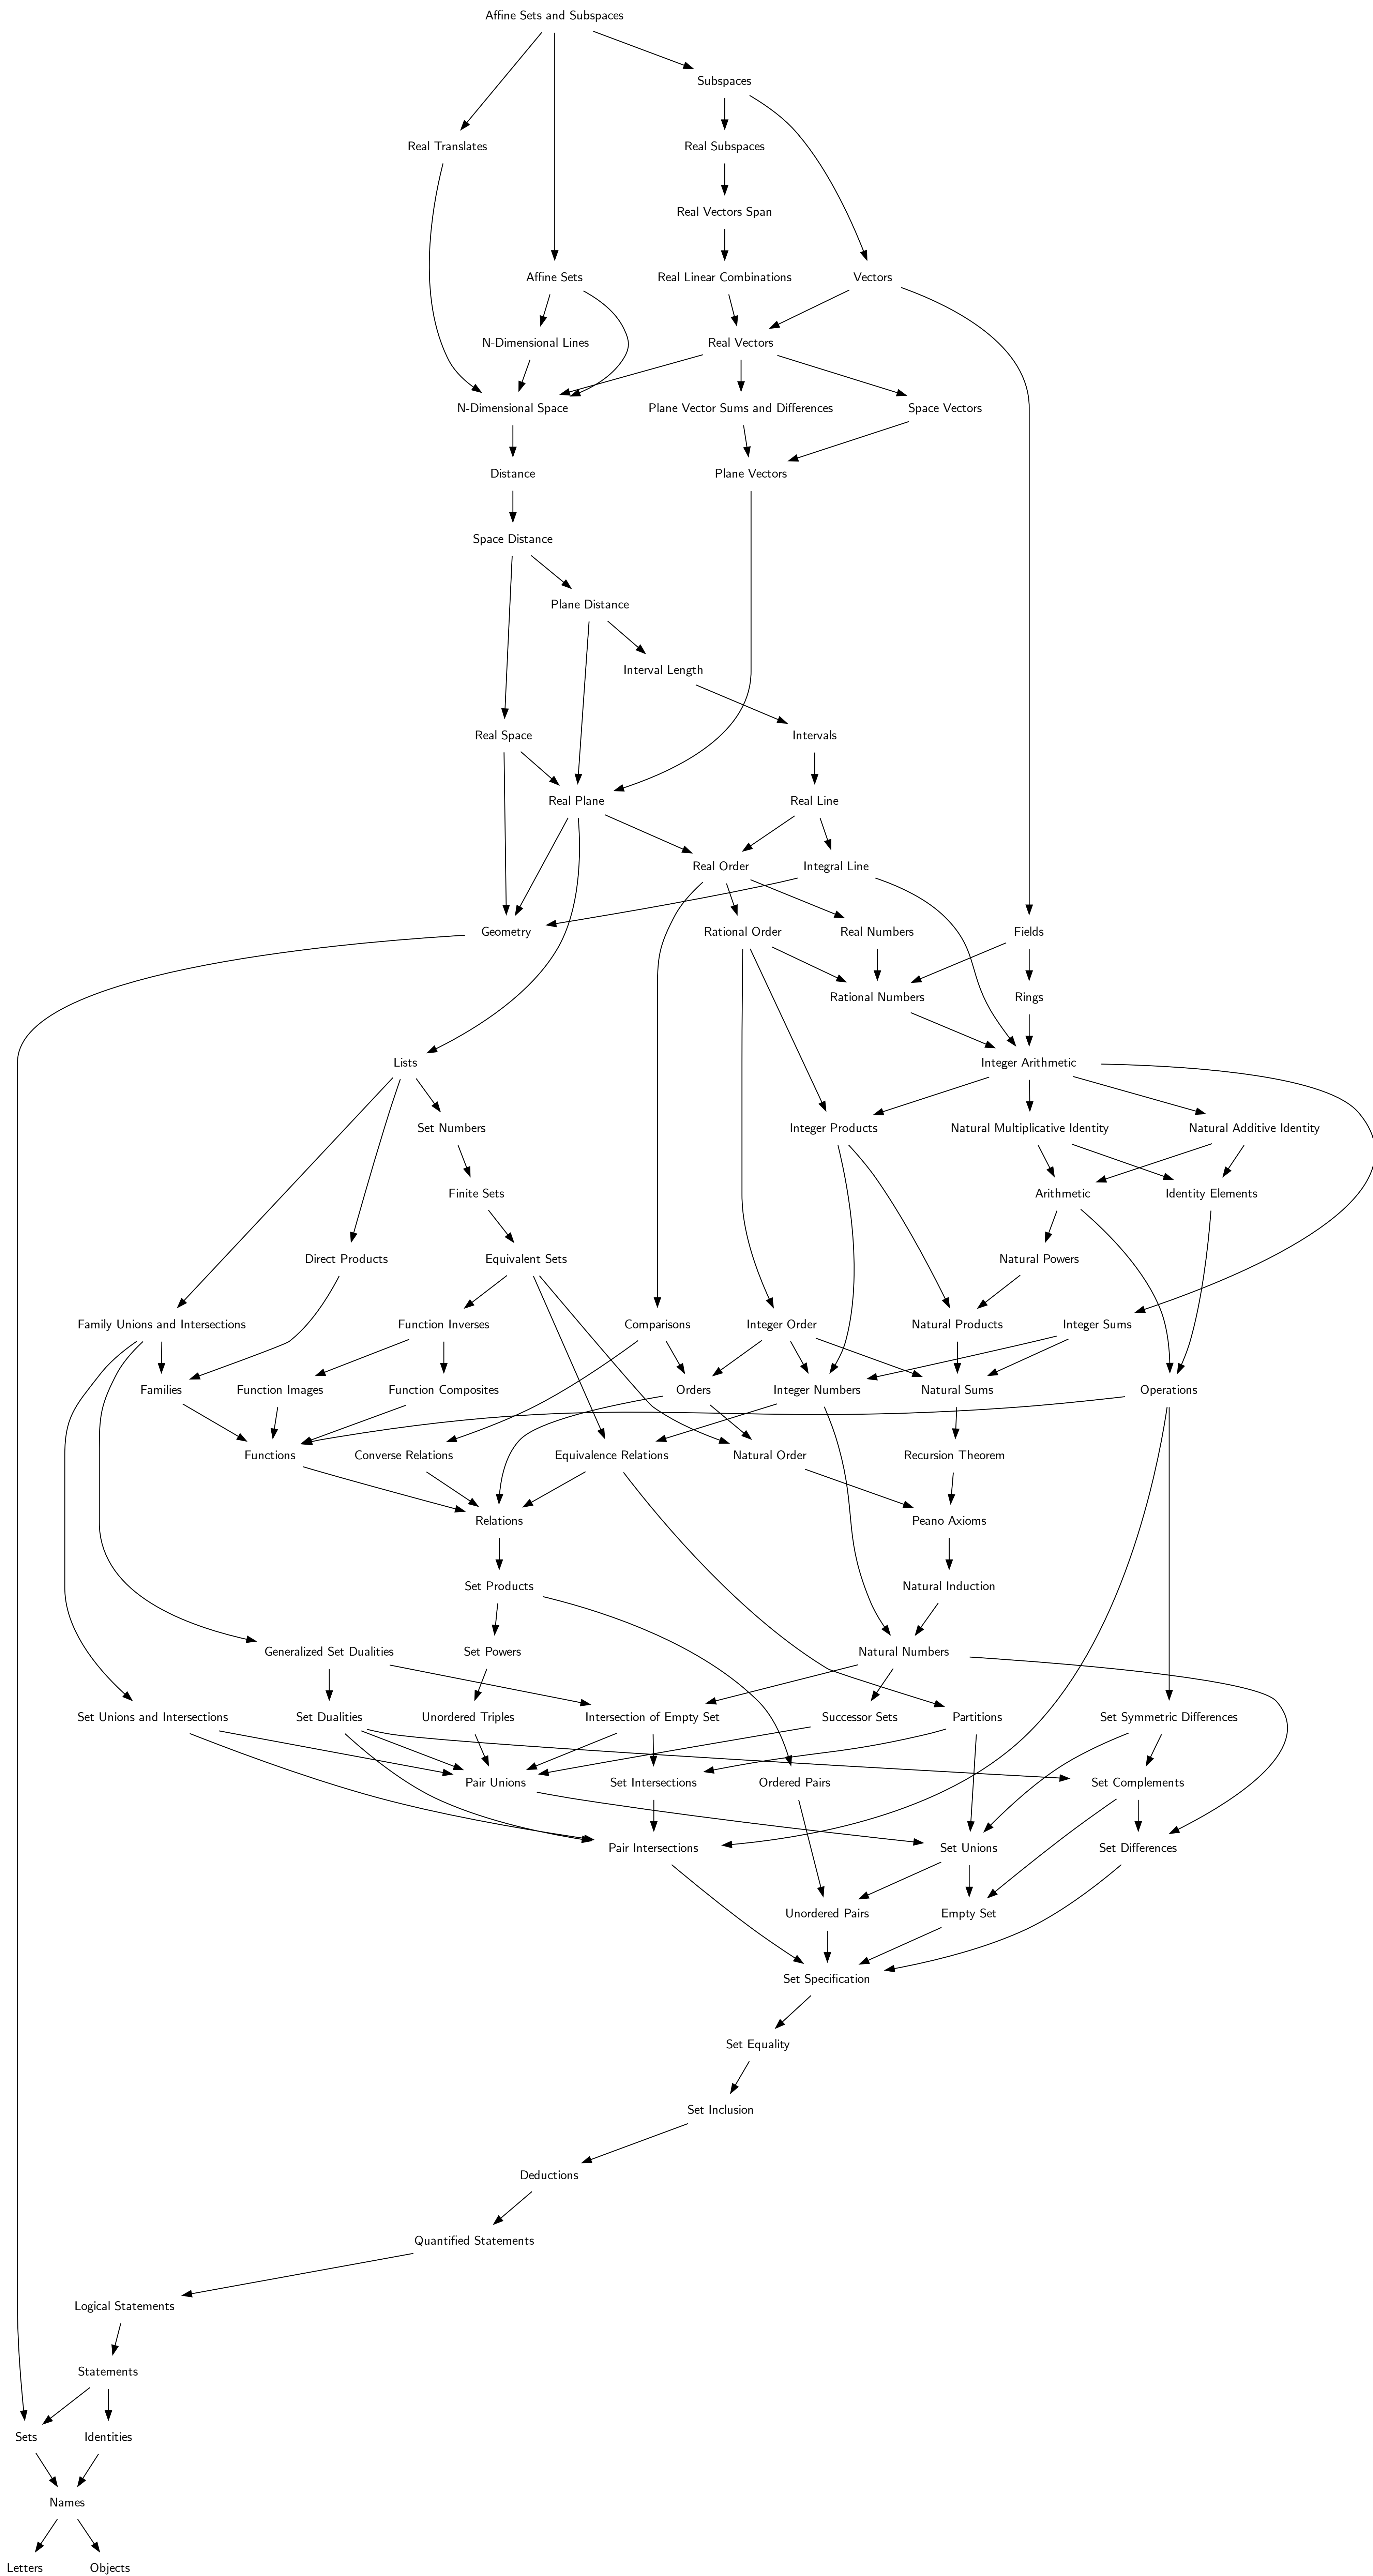 Affine Sets and Subspaces
Subspaces
Real Translates
Real Subspaces
Real Vectors Span
Affine Sets
Real Linear Combinations
Vectors
N-Dimensional Lines
Real Vectors
N-Dimensional Space
Plane Vector Sums and Differences
Space Vectors
Distance
Plane Vectors
Space Distance
Plane Distance
Interval Length
Real Space
Intervals
Real Plane
Real Line
Real Order
Integral Line
Geometry
Rational Order
Real Numbers
Fields
Rational Numbers
Rings
Lists
Integer Arithmetic
Set Numbers
Integer Products
Natural Multiplicative Identity
Natural Additive Identity
Finite Sets
Arithmetic
Identity Elements
Direct Products
Equivalent Sets
Natural Powers
Family Unions and Intersections
Function Inverses
Comparisons
Integer Order
Natural Products
Integer Sums
Families
Function Images
Function Composites
Orders
Integer Numbers
Natural Sums
Operations
Functions
Converse Relations
Equivalence Relations
Natural Order
Recursion Theorem
Relations
Peano Axioms
Set Products
Natural Induction
Generalized Set Dualities
Set Powers
Natural Numbers
Set Unions and Intersections
Set Dualities
Unordered Triples
Intersection of Empty Set
Successor Sets
Partitions
Set Symmetric Differences
Pair Unions
Set Intersections
Ordered Pairs
Set Complements
Pair Intersections
Set Unions
Set Differences
Unordered Pairs
Empty Set
Set Specification
Set Equality
Set Inclusion
Deductions
Quantified Statements
Logical Statements
Statements
Sets
Identities
Names
Letters
Objects